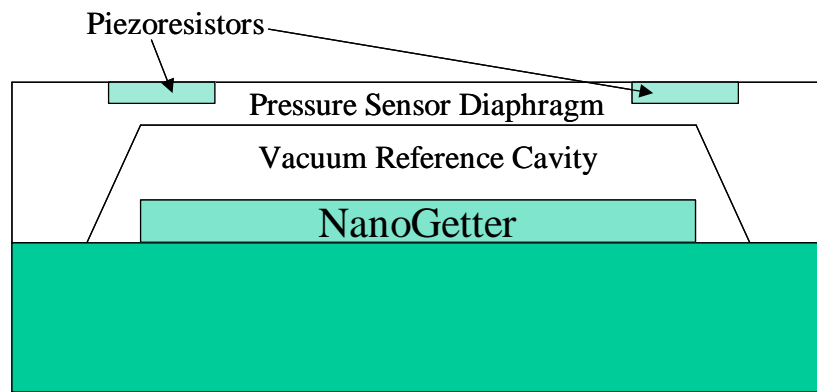 Piezoresistors
Pressure Sensor Diaphragm
Vacuum Reference Cavity
NanoGetter